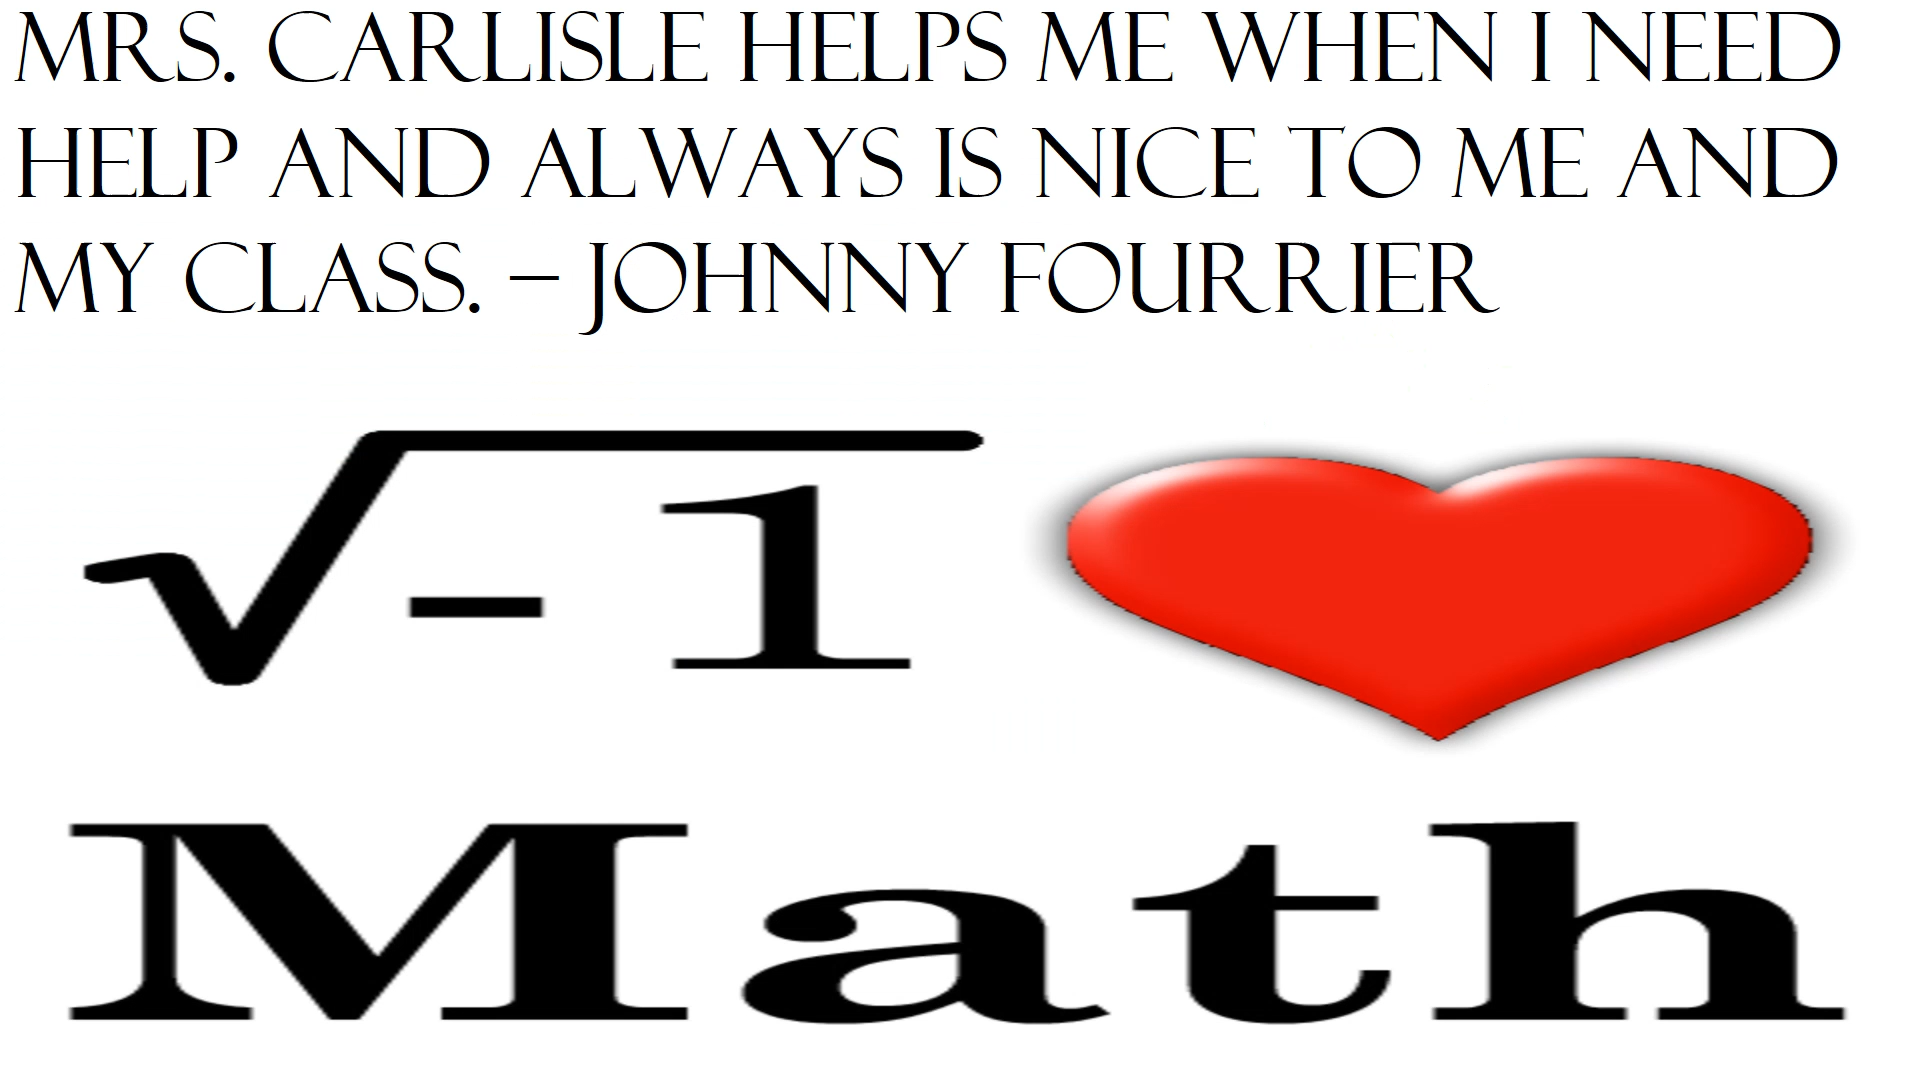 MRS. CARLISLE HELPS ME WHEN I NEED
HELP AND ALWAYS IS NICE TO ME AND
MY CLASS. – JOHNNY FOURRIER
√-1
Math